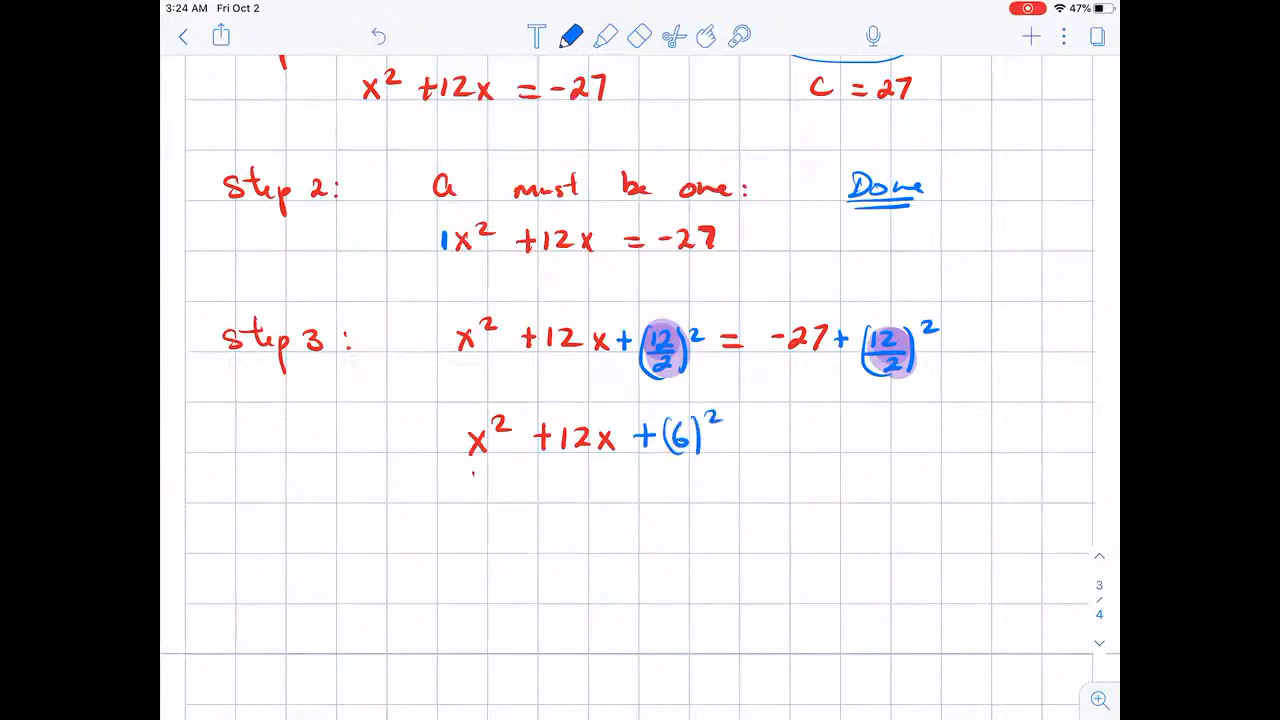 3:24 AM Fri Oct 2
47%
T
x² +12x = -27
C = 27
Step 2: a must be one: Done
1x² +12x = -27
Step 3: x² +12x + (12/2)² = -27 + (12/2)²
x² +12x + (6)²
3
/
4